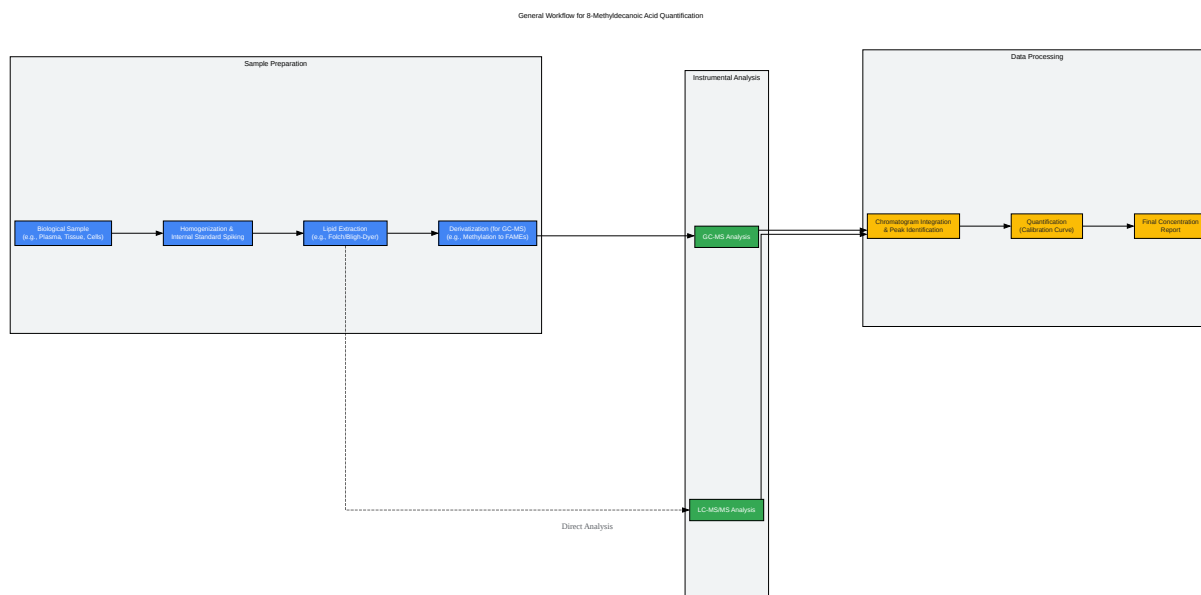 General Workflow for 8-Methyldecanoic Acid Quantification
Sample Preparation
Biological Sample
(e.g., Plasma, Tissue, Cells)
Homogenization &
Internal Standard Spiking
Lipid Extraction
(e.g., Folch/Bligh-Dyer)
Derivatization (for GC-MS)
(e.g., Methylation to FAMEs)
Instrumental Analysis
GC-MS Analysis
LC-MS/MS Analysis
Direct Analysis
Data Processing
Chromatogram Integration
& Peak Identification
Quantification
(Calibration Curve)
Final Concentration
Report